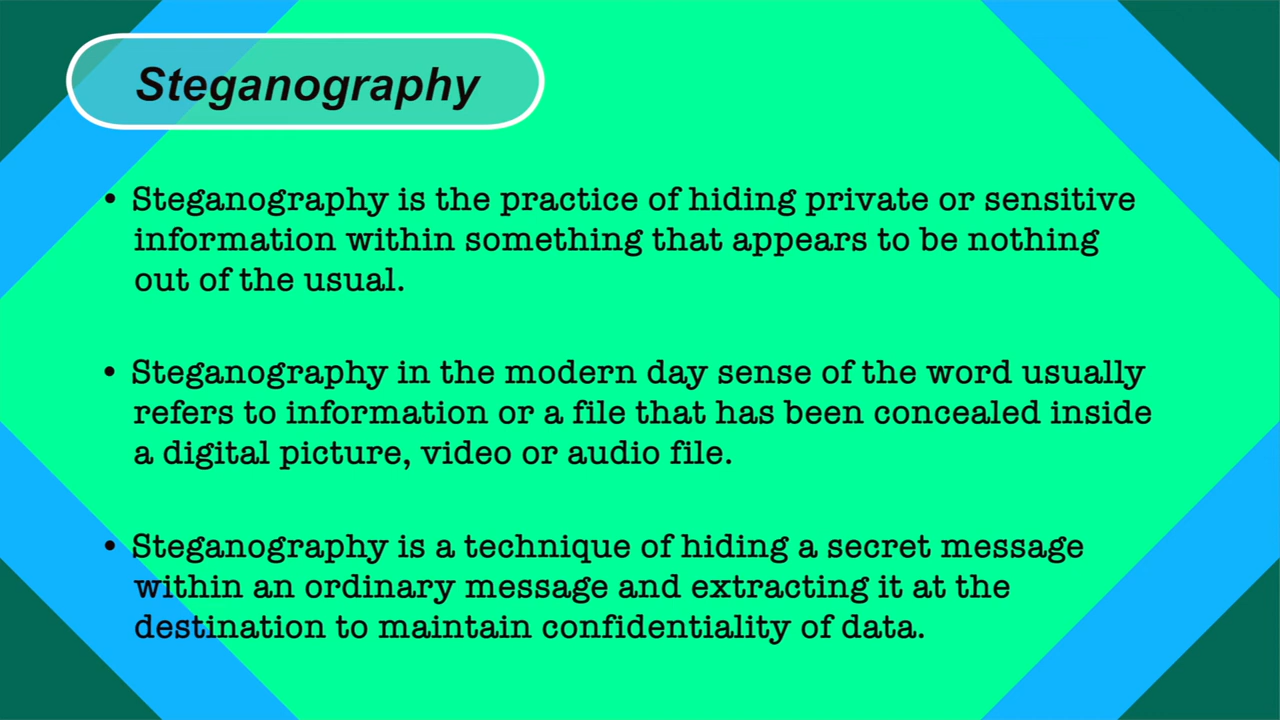 Steganography
• Steganography is the practice of hiding private or sensitive
information within something that appears to be nothing
out of the usual.
• Steganography in the modern day sense of the word usually
refers to information or a file that has been concealed inside
a digital picture, video or audio file.
• Steganography is a technique of hiding a secret message
within an ordinary message and extracting it at the
destination to maintain confidentiality of data.